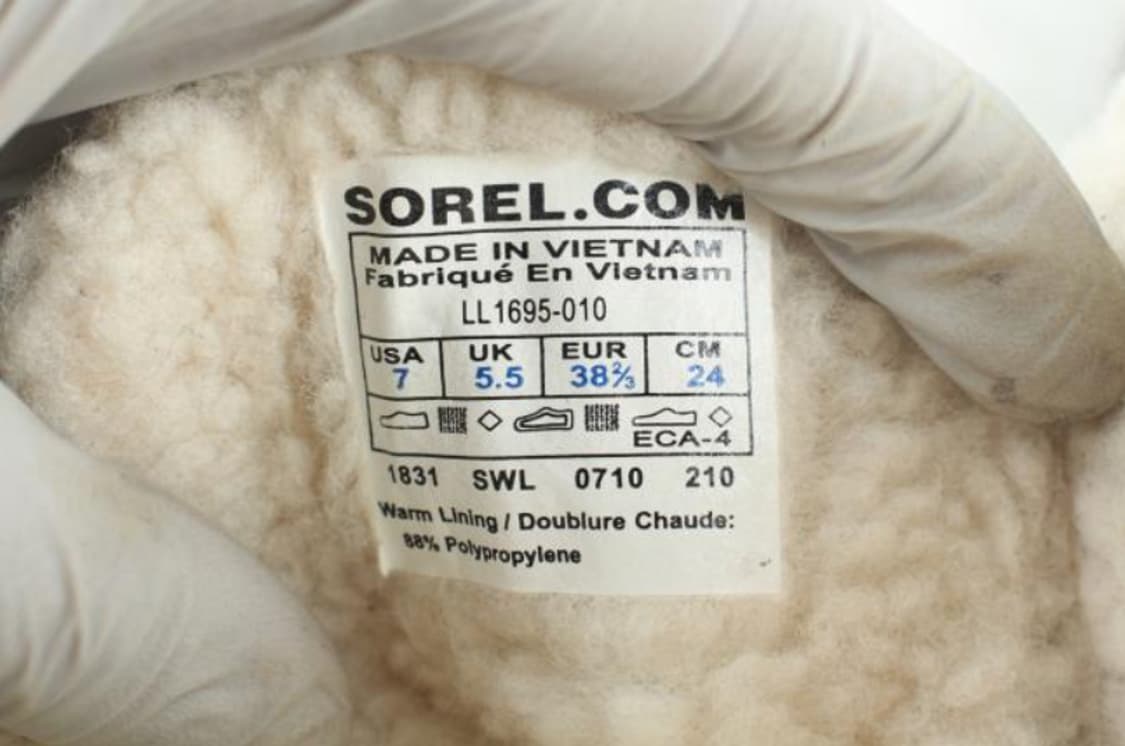 SOREL.COM
MADE IN VIETNAM
Fabriqué En Vietnam
LL1695-010
USA UK EUR CM
7 5.5 38⅔ 24
ECA-4
1831 SWL 0710 210
Warm Lining / Doublure Chaude:
88% Polypropylene